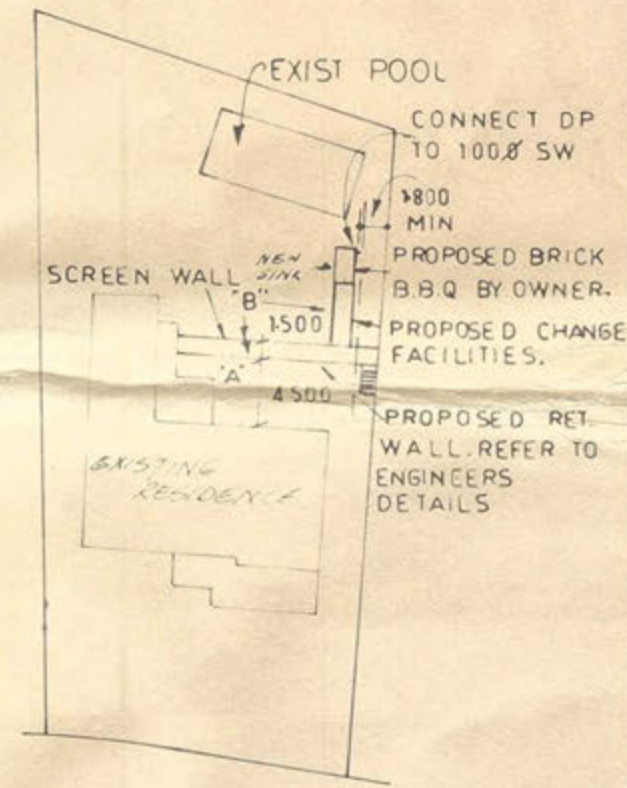 EXIST POOL
CONNECT DP
TO 100Ø SW
1·800
MIN
NEW
SINK
PROPOSED BRICK
B.B.Q BY OWNER.
SCREEN WALL
"B"
1·500
PROPOSED CHANGE
FACILITIES.
"A"
4·500
PROPOSED RET
WALL. REFER TO
ENGINEERS
DETAILS
EXISTING
RESIDENCE